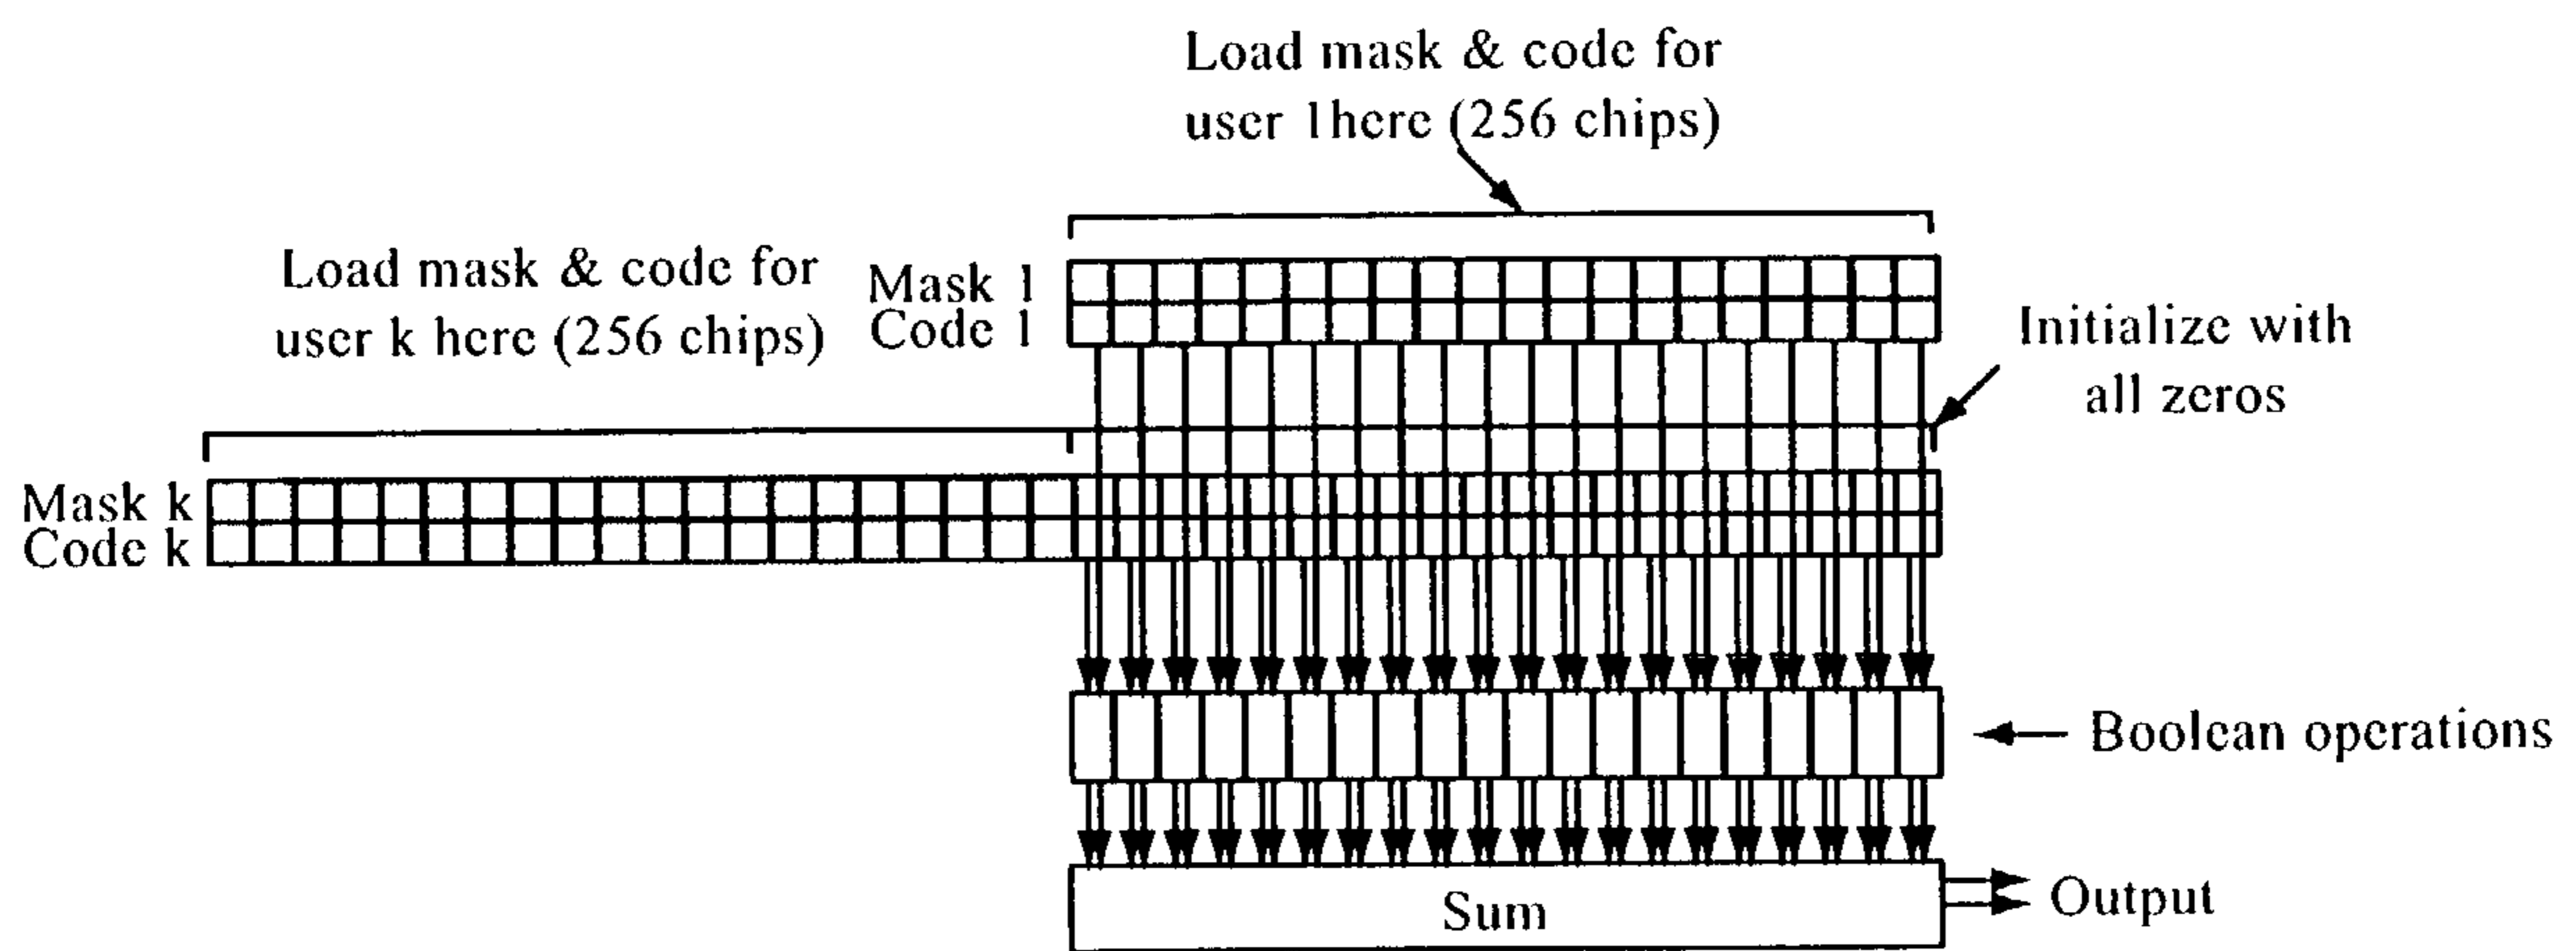 Load mask & code for
user 1here (256 chips)
Load mask & code for
user k here (256 chips)
Mask 1
Code 1
Initialize with
all zeros
Mask k
Code k
Boolean operations
Sum
Output